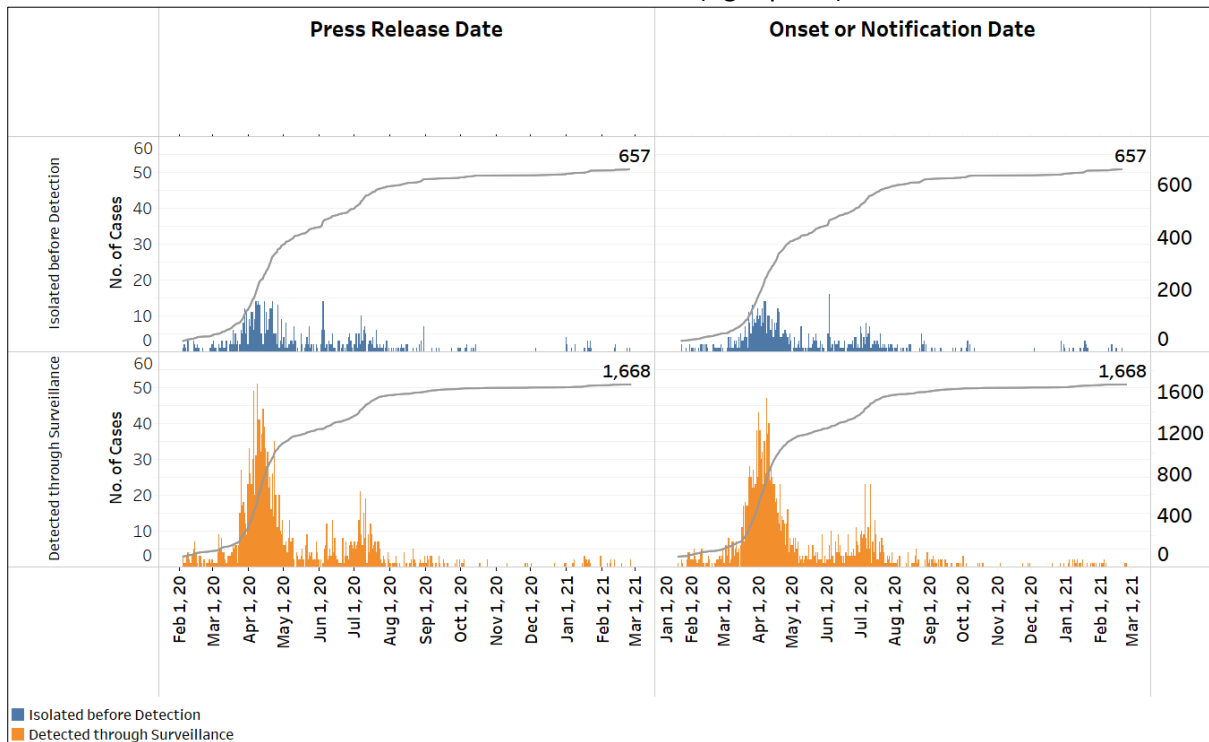 Press Release Date
Onset or Notification Date
Isolated before Detection
No. of Cases
60
50
40
30
20
10
0
657
657
600
400
200
0
Detected through Surveillance
No. of Cases
60
50
40
30
20
10
0
1,668
1,668
1600
1200
800
400
0
Feb 1, 20
Mar 1, 20
Apr 1, 20
May 1, 20
Jun 1, 20
Jul 1, 20
Aug 1, 20
Sep 1, 20
Oct 1, 20
Nov 1, 20
Dec 1, 20
Jan 1, 21
Feb 1, 21
Mar 1, 21
Jan 1, 20
Feb 1, 20
Mar 1, 20
Apr 1, 20
May 1, 20
Jun 1, 20
Jul 1, 20
Aug 1, 20
Sep 1, 20
Oct 1, 20
Nov 1, 20
Dec 1, 20
Jan 1, 21
Feb 1, 21
Mar 1, 21
Isolated before Detection
Detected through Surveillance